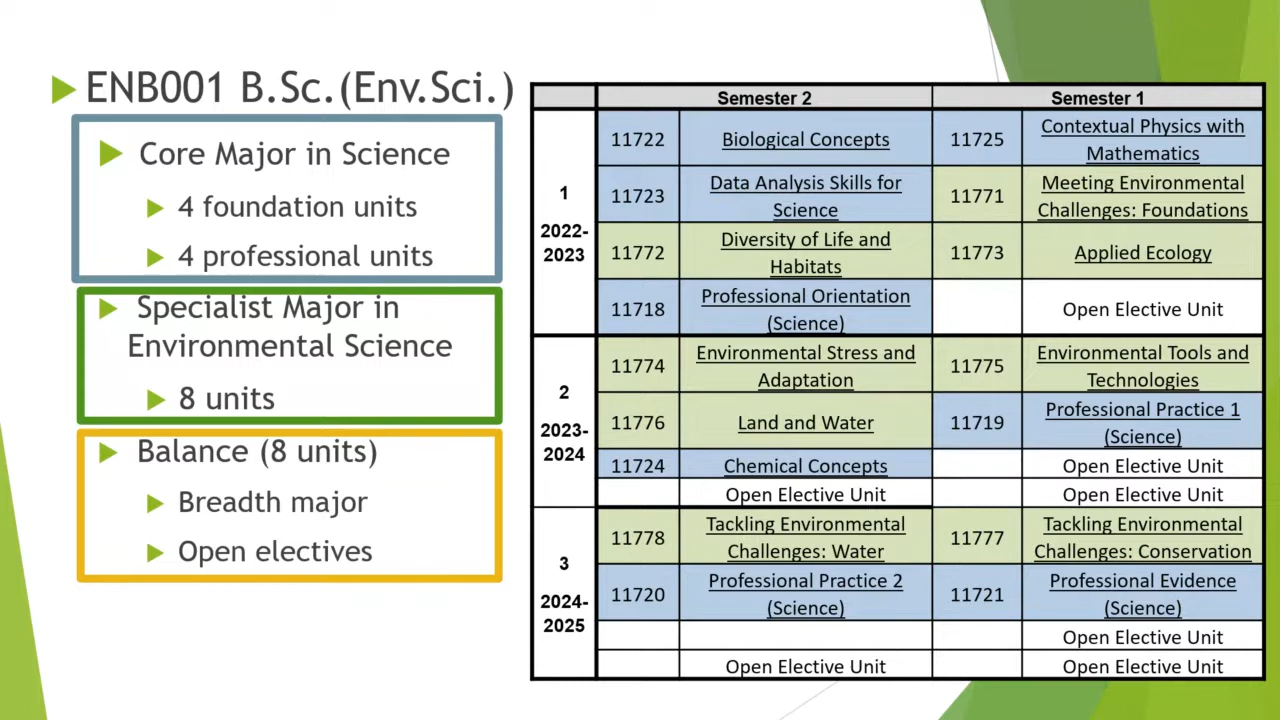 ENB001 B.Sc.(Env.Sci.)
Core Major in Science
4 foundation units
4 professional units
Specialist Major in
Environmental Science
8 units
Balance (8 units)
Breadth major
Open electives
Semester 2
Semester 1
1
2022-
2023
11722
Biological Concepts
11725
Contextual Physics with
Mathematics
11723
Data Analysis Skills for
Science
11771
Meeting Environmental
Challenges: Foundations
11772
Diversity of Life and
Habitats
11773
Applied Ecology
11718
Professional Orientation
(Science)
Open Elective Unit
2
2023-
2024
11774
Environmental Stress and
Adaptation
11775
Environmental Tools and
Technologies
11776
Land and Water
11719
Professional Practice 1
(Science)
11724
Chemical Concepts
Open Elective Unit
Open Elective Unit
Open Elective Unit
3
2024-
2025
11778
Tackling Environmental
Challenges: Water
11777
Tackling Environmental
Challenges: Conservation
11720
Professional Practice 2
(Science)
11721
Professional Evidence
(Science)
Open Elective Unit
Open Elective Unit
Open Elective Unit